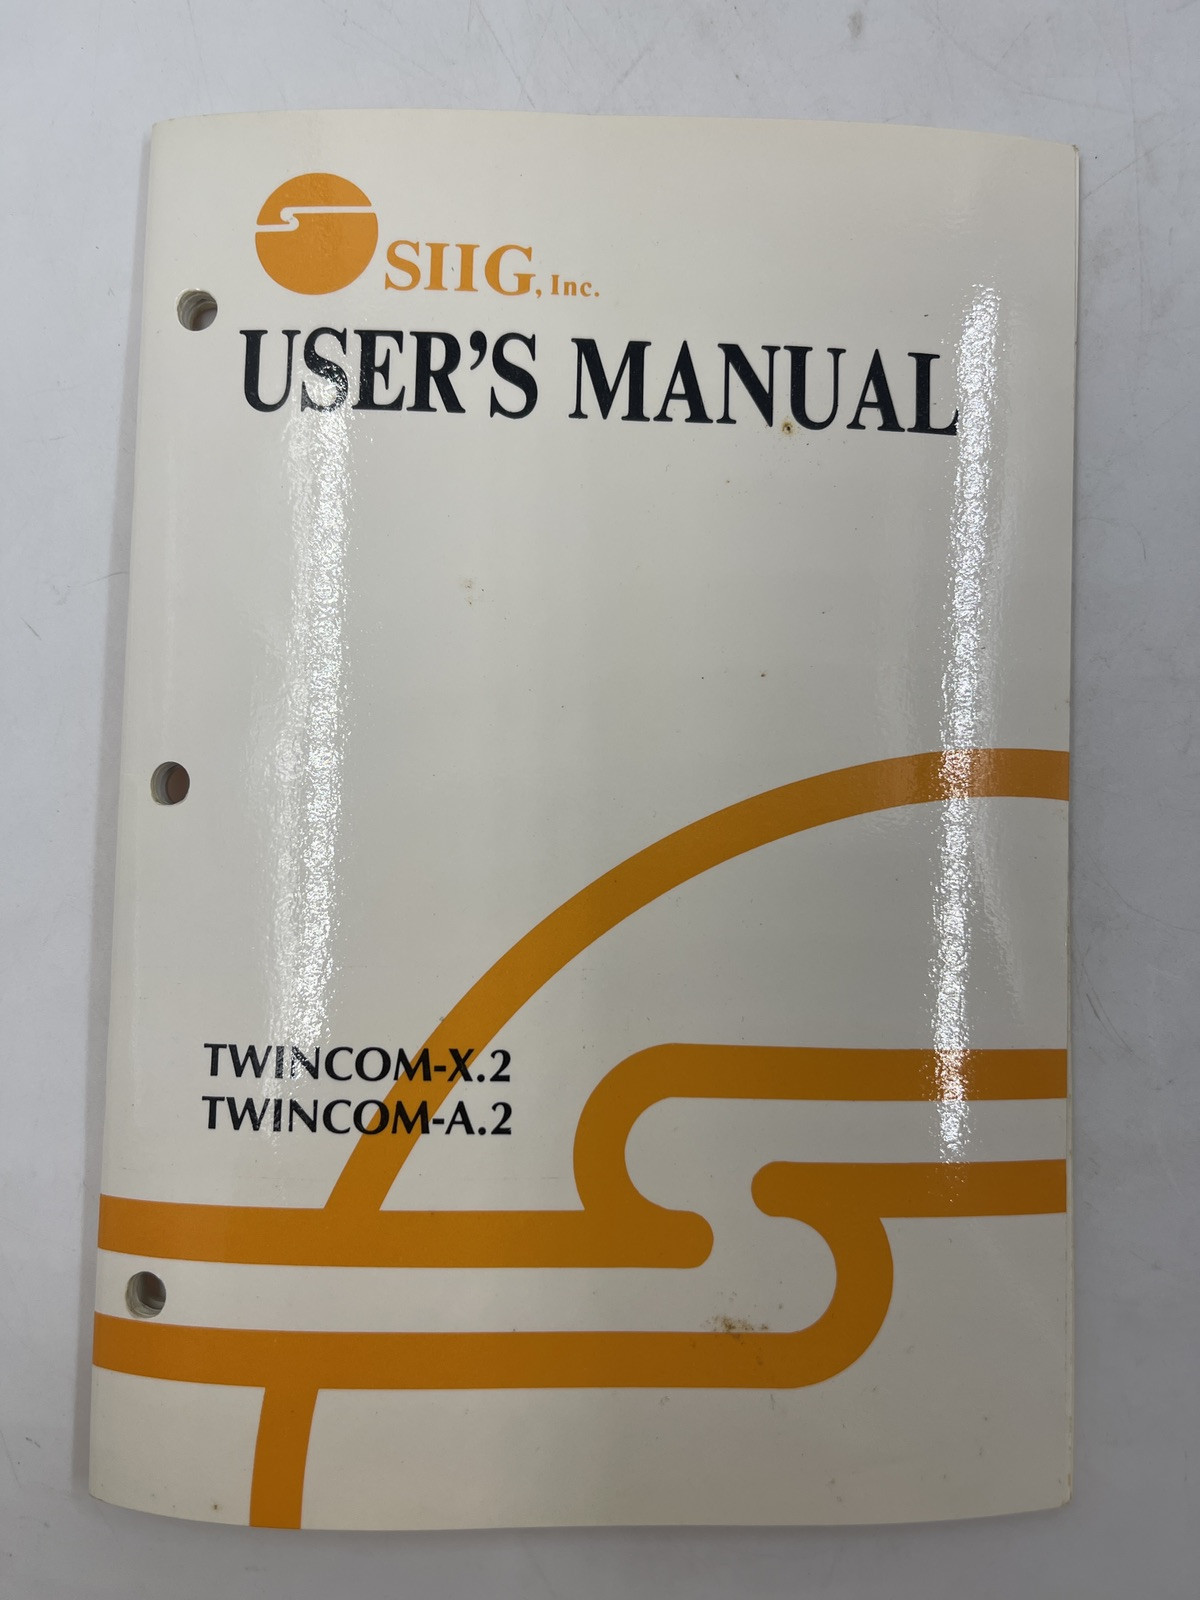 SIIG, Inc.
USER'S MANUAL
TWINCOM-X.2
TWINCOM-A.2